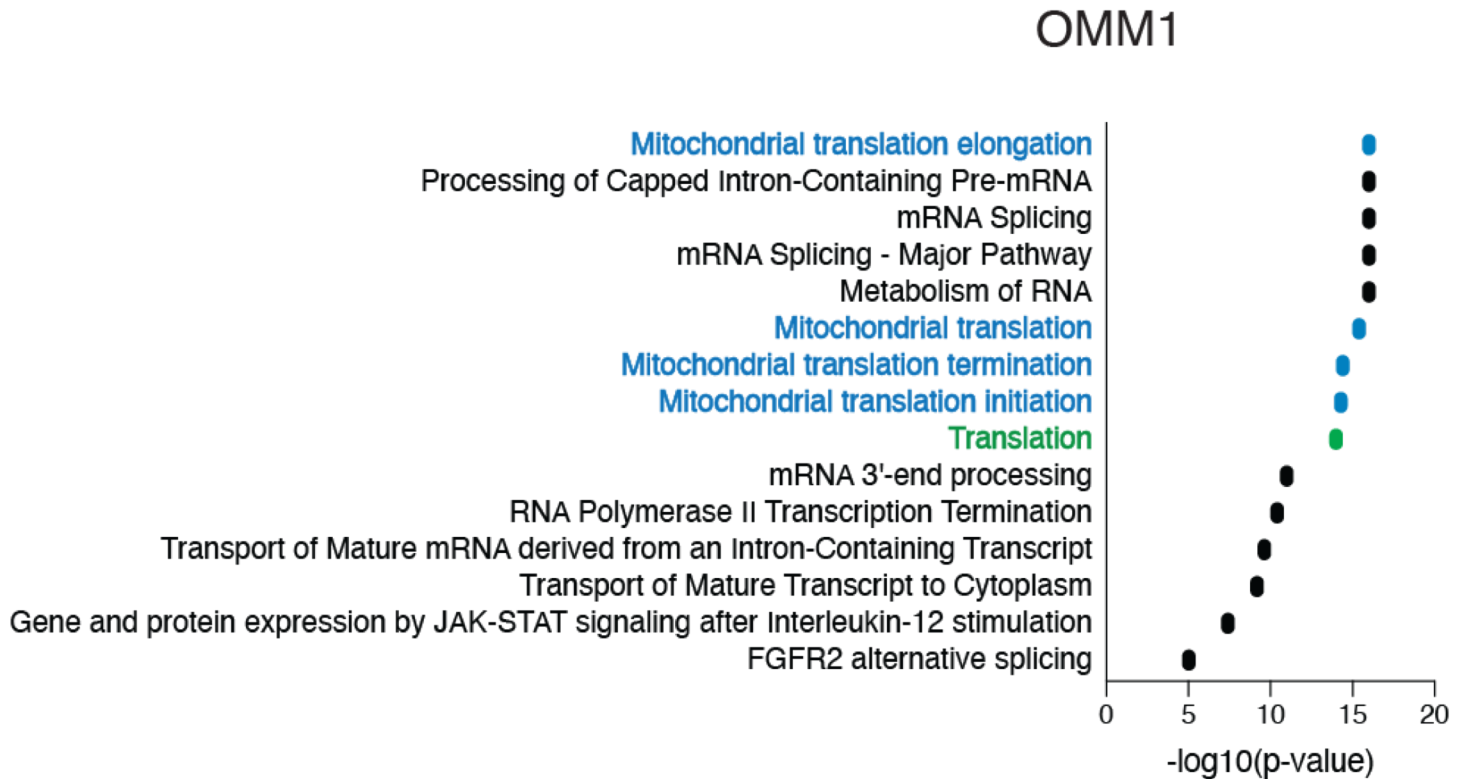 OMM1
Mitochondrial translation elongation
Processing of Capped Intron-Containing Pre-mRNA
mRNA Splicing
mRNA Splicing - Major Pathway
Metabolism of RNA
Mitochondrial translation
Mitochondrial translation termination
Mitochondrial translation initiation
Translation
mRNA 3'-end processing
RNA Polymerase II Transcription Termination
Transport of Mature mRNA derived from an Intron-Containing Transcript
Transport of Mature Transcript to Cytoplasm
Gene and protein expression by JAK-STAT signaling after Interleukin-12 stimulation
FGFR2 alternative splicing
0 5 10 15 20
-log10(p-value)